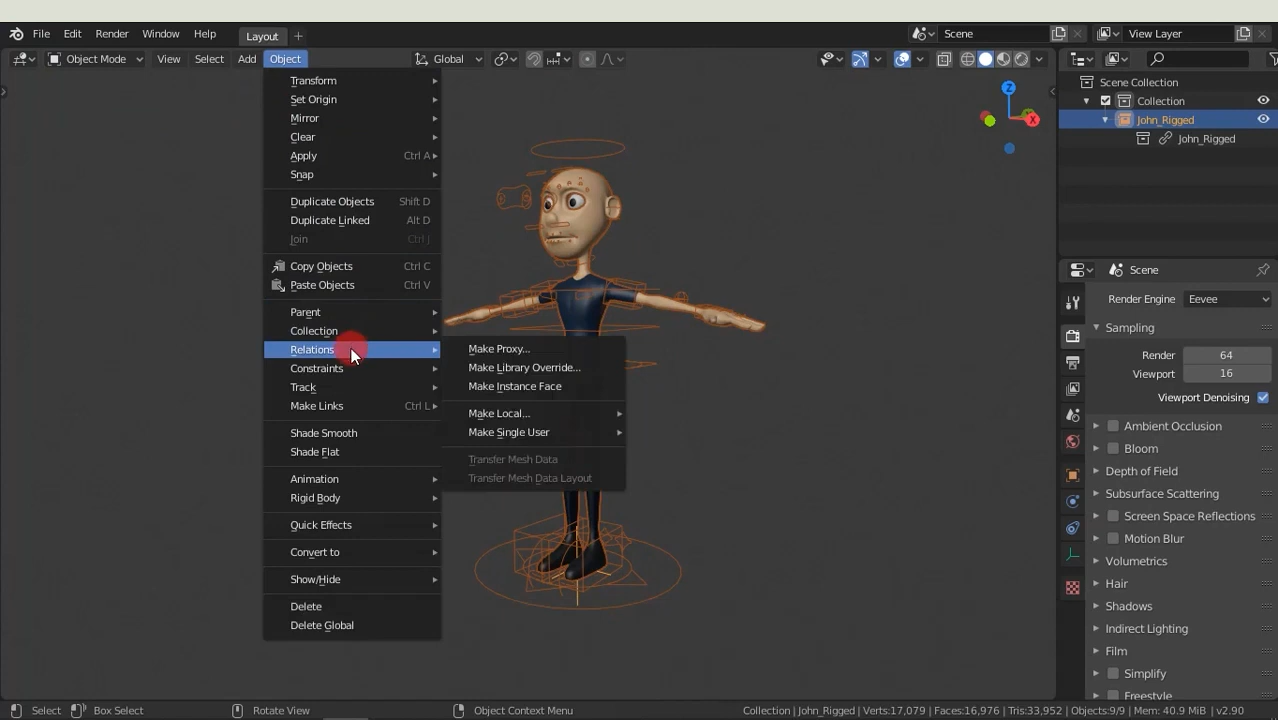 File Edit Render Window Help Layout + Scene View Layer
Object Mode View Select Add Object Global
Transform
Set Origin
Mirror
Clear
Apply Ctrl A
Snap
Duplicate Objects Shift D
Duplicate Linked Alt D
Join Ctrl J
Copy Objects Ctrl C
Paste Objects Ctrl V
Parent
Collection
Relations
Constraints
Track
Make Links Ctrl L
Shade Smooth
Shade Flat
Animation
Rigid Body
Quick Effects
Convert to
Show/Hide
Delete
Delete Global
Make Proxy...
Make Library Override...
Make Instance Face
Make Local...
Make Single User
Transfer Mesh Data
Transfer Mesh Data Layout
Z
X
Scene Collection
Collection
John_Rigged
John_Rigged
Scene
Render Engine Eevee
Sampling
Render 64
Viewport 16
Viewport Denoising
Ambient Occlusion
Bloom
Depth of Field
Subsurface Scattering
Screen Space Reflections
Motion Blur
Volumetrics
Hair
Shadows
Indirect Lighting
Film
Simplify
Freestyle
Select Box Select Rotate View Object Context Menu Collection | John_Rigged | Verts:17,079 | Faces:16,976 | Tris:33,952 | Objects:9/9 | Mem: 40.9 MiB | v2.90